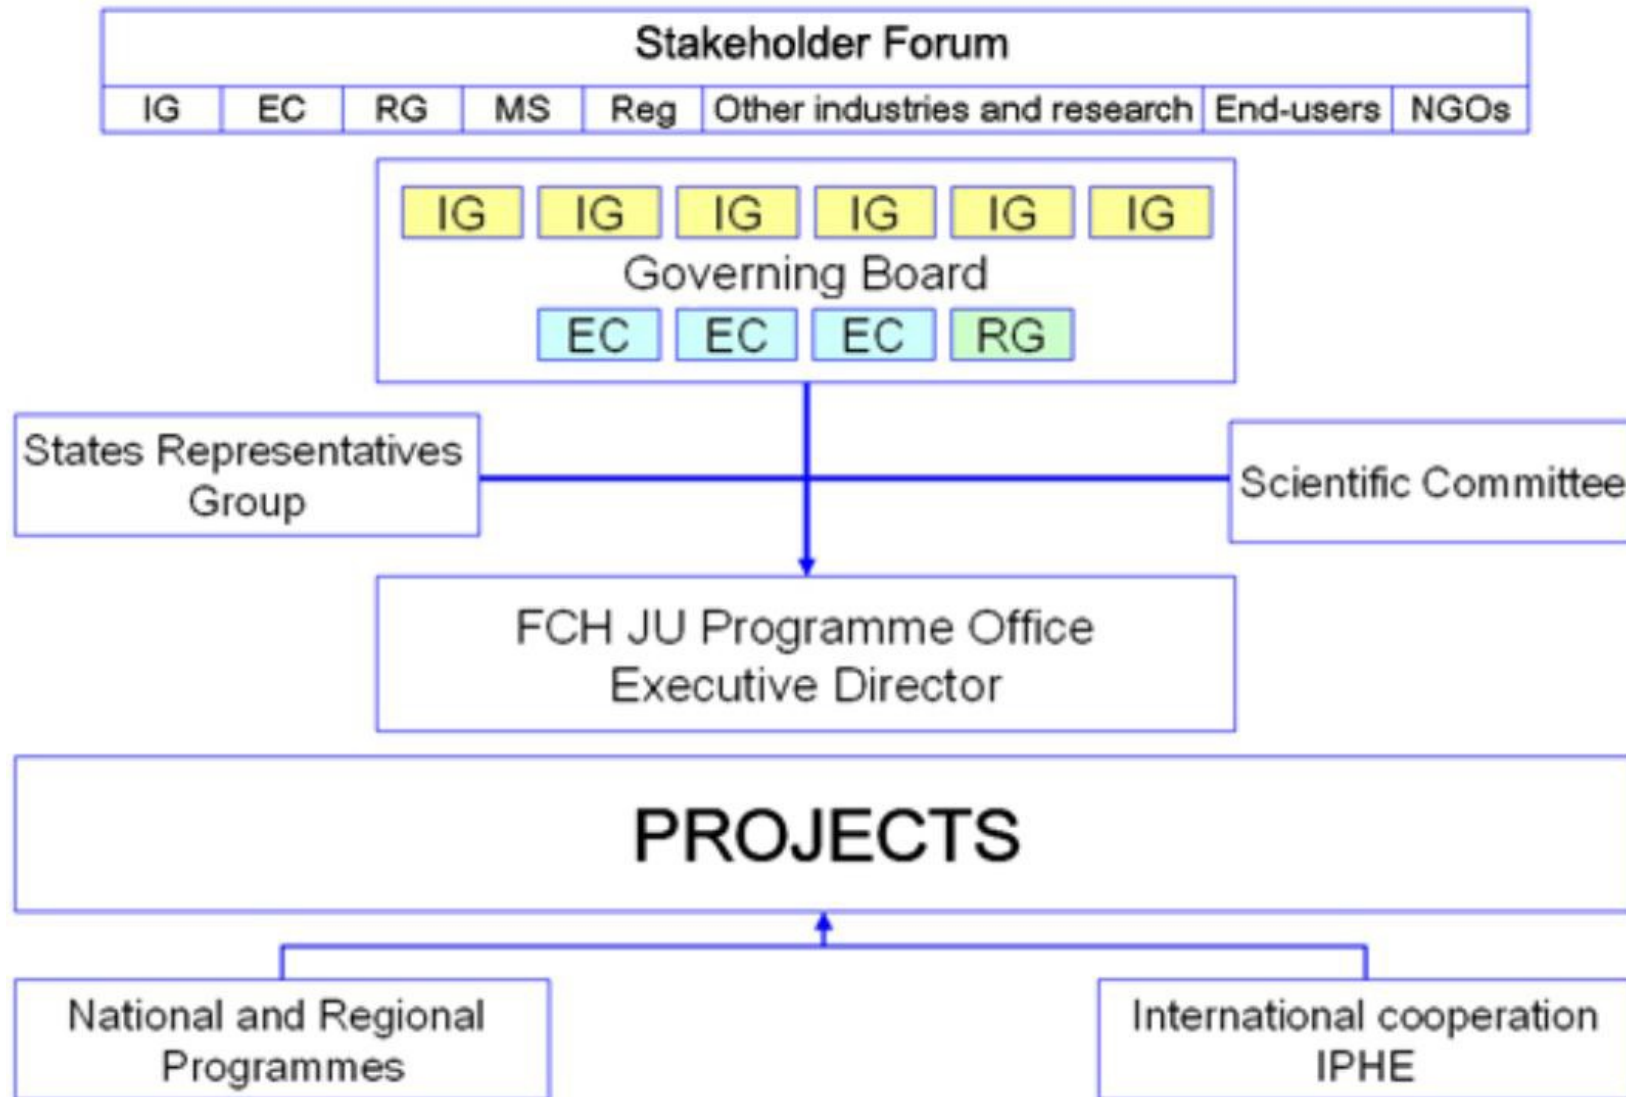 Stakeholder Forum
IG EC RG MS Reg Other industries and research End-users NGOs
IG IG IG IG IG IG
Governing Board
EC EC EC RG
States Representatives
Group
Scientific Committee
FCH JU Programme Office
Executive Director
PROJECTS
National and Regional
Programmes
International cooperation
IPHE